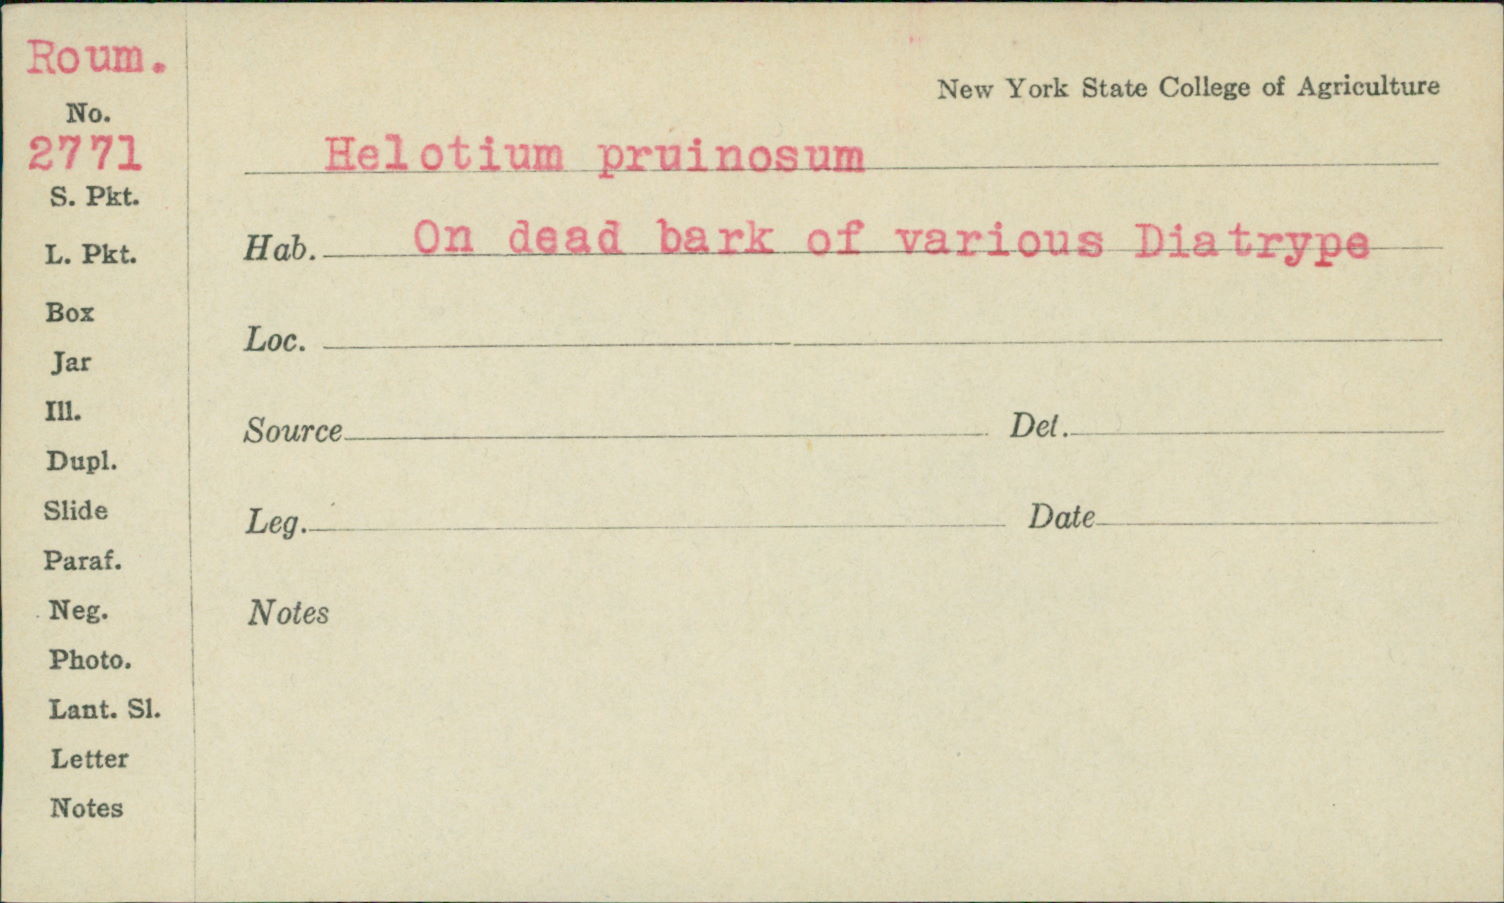 Roum.
No.
2771
S. Pkt.
L. Pkt.
Box
Jar
Ill.
Dupl.
Slide
Paraf.
Neg.
Photo.
Lant. Sl.
Letter
Notes
New York State College of Agriculture
Helotium pruinosum
Hab. On dead bark of various Diatrype
Loc.
Source Det.
Leg. Date
Notes